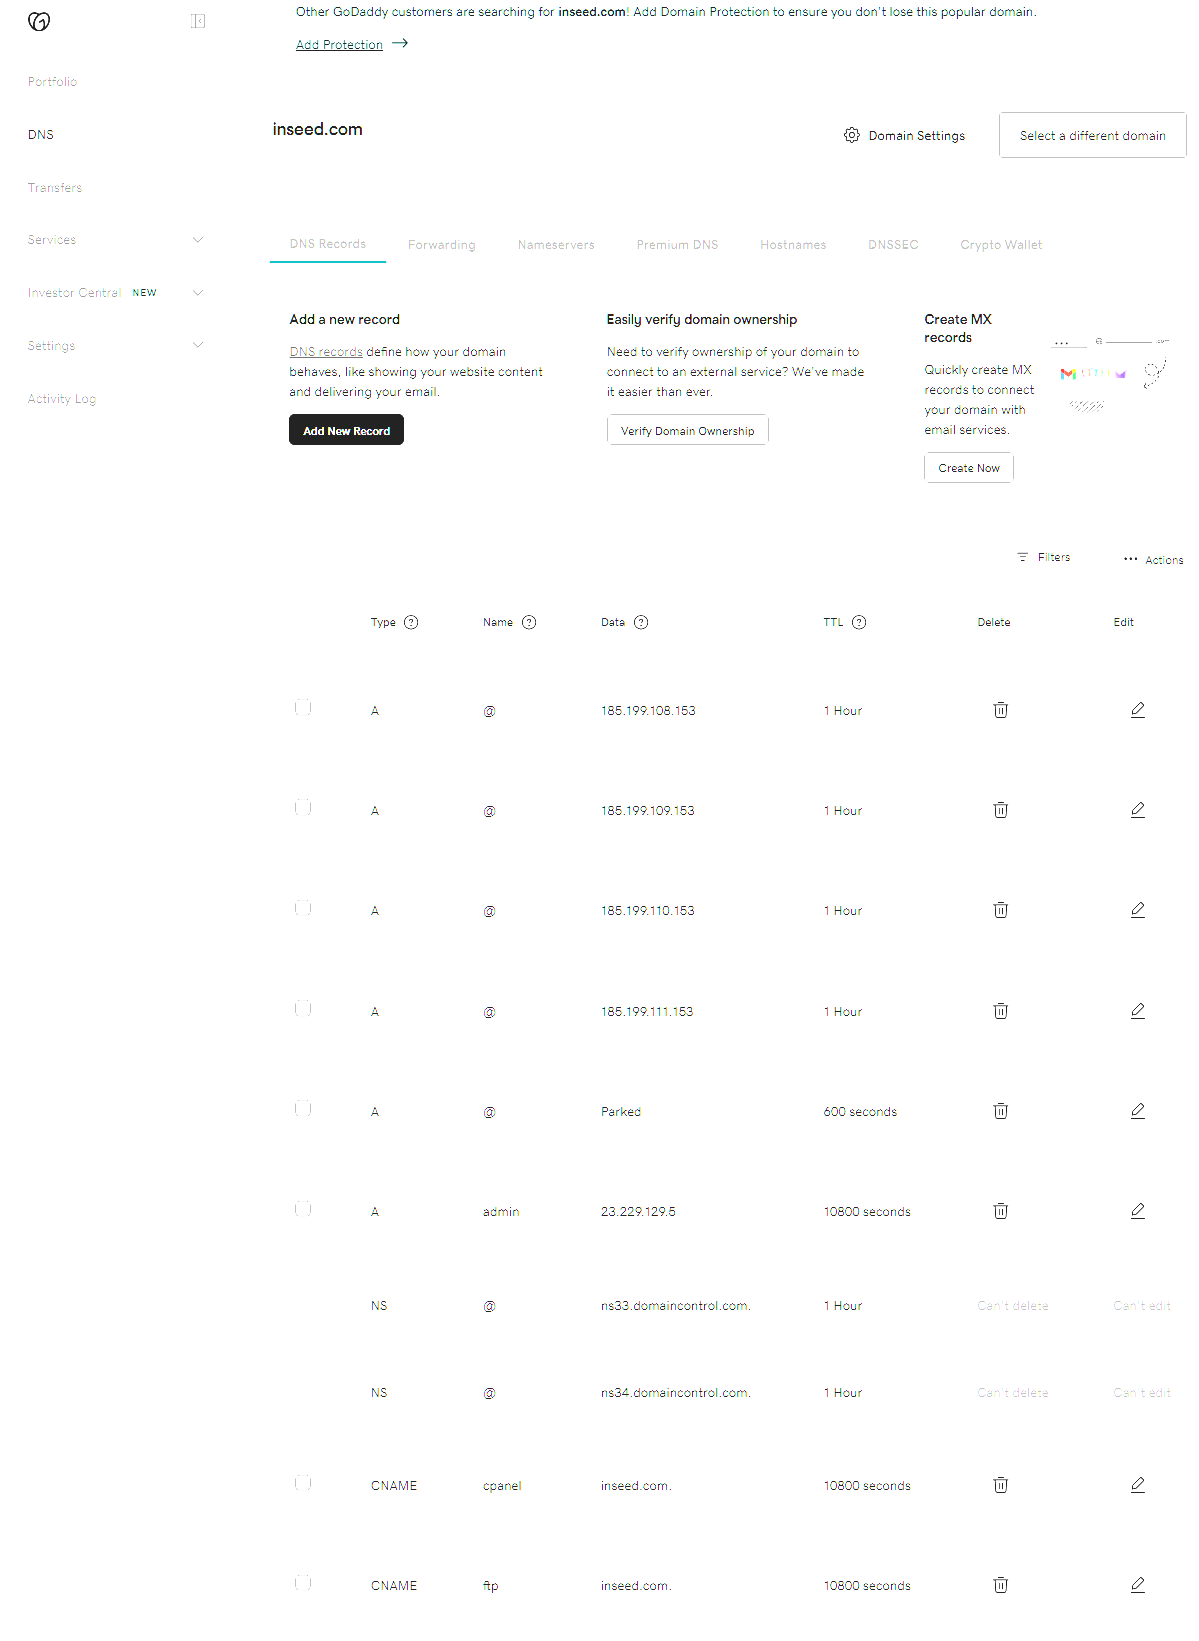 Other GoDaddy customers are searching for inseed.com! Add Domain Protection to ensure you don't lose this popular domain.
Add Protection
Portfolio
DNS
Transfers
Services
Investor Central NEW
Settings
Activity Log
inseed.com
Domain Settings
Select a different domain
DNS Records Forwarding Nameservers Premium DNS Hostnames DNSSEC Crypto Wallet
Add a new record
DNS records define how your domain
behaves, like showing your website content
and delivering your email.
Add New Record
Easily verify domain ownership
Need to verify ownership of your domain to
connect to an external service? We've made
it easier than ever.
Verify Domain Ownership
Create MX
records
Quickly create MX
records to connect
your domain with
email services.
Create Now
Filters
Actions
Type Name Data TTL Delete Edit
A @ 185.199.108.153 1 Hour
A @ 185.199.109.153 1 Hour
A @ 185.199.110.153 1 Hour
A @ 185.199.111.153 1 Hour
A @ Parked 600 seconds
A admin 23.229.129.5 10800 seconds
NS @ ns33.domaincontrol.com. 1 Hour Can't delete Can't edit
NS @ ns34.domaincontrol.com. 1 Hour Can't delete Can't edit
CNAME cpanel inseed.com. 10800 seconds
CNAME ftp inseed.com. 10800 seconds